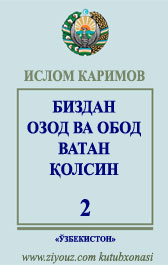 ИСЛОМ КАРИМОВ
БИЗДАН
ОЗОД ВА ОБОД
ВАТАН
ҚОЛСИН
2
«ЎЗБЕКИСТОН»
www.ziyouz.com kutubxonasi